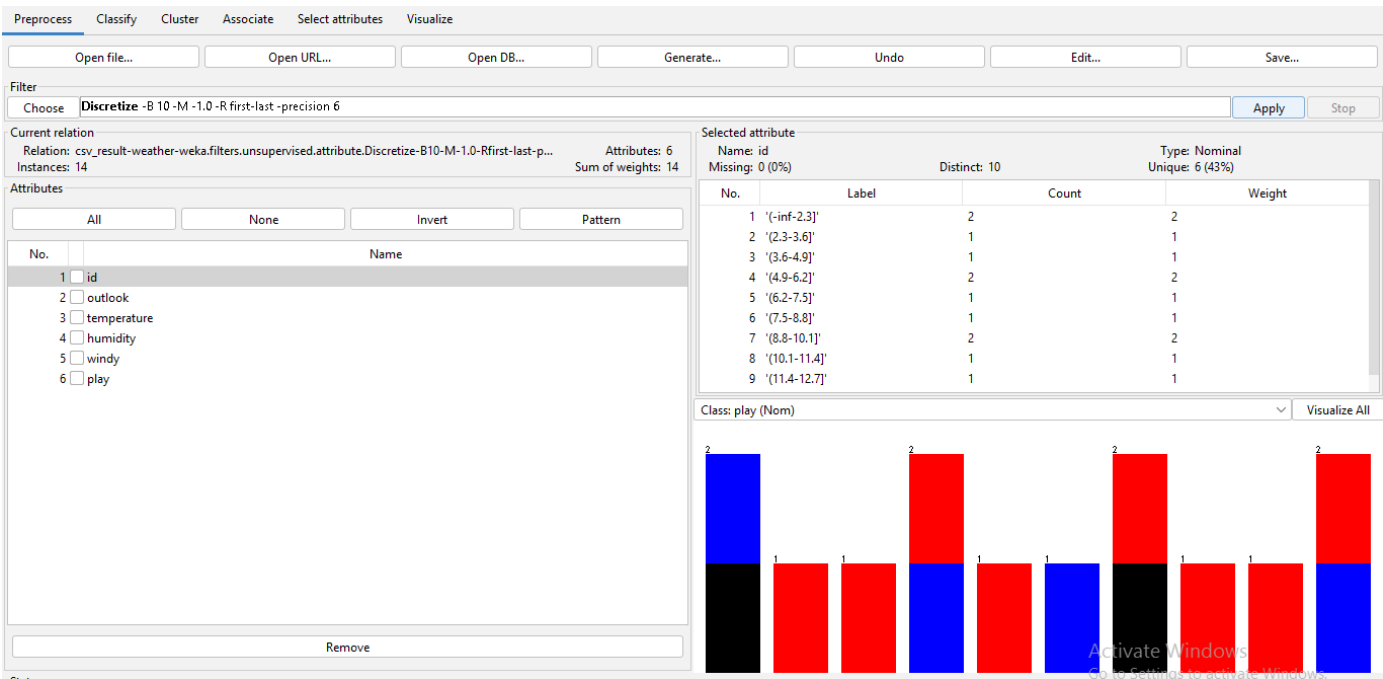 Preprocess Classify Cluster Associate Select attributes Visualize
Open file... Open URL... Open DB... Generate... Undo Edit... Save...
Filter
Choose Discretize -B 10 -M -1.0 -R first-last -precision 6 Apply Stop
Current relation
Relation: csv_result-weather-weka.filters.unsupervised.attribute.Discretize-B10-M-1.0-Rfirst-last-p... Attributes: 6
Instances: 14 Sum of weights: 14
Attributes
All None Invert Pattern
No. Name
1 id
2 outlook
3 temperature
4 humidity
5 windy
6 play
Remove
Selected attribute
Name: id Type: Nominal
Missing: 0 (0%) Distinct: 10 Unique: 6 (43%)
No. Label Count Weight
1 '(-inf-2.3]' 2 2
2 '(2.3-3.6]' 1 1
3 '(3.6-4.9]' 1 1
4 '(4.9-6.2]' 2 2
5 '(6.2-7.5]' 1 1
6 '(7.5-8.8]' 1 1
7 '(8.8-10.1]' 2 2
8 '(10.1-11.4]' 1 1
9 '(11.4-12.7]' 1 1
Class: play (Nom) Visualize All
2 1 1 2 1 1 2 1 1 2
Activate Windows
Go to Settings to activate Windows.